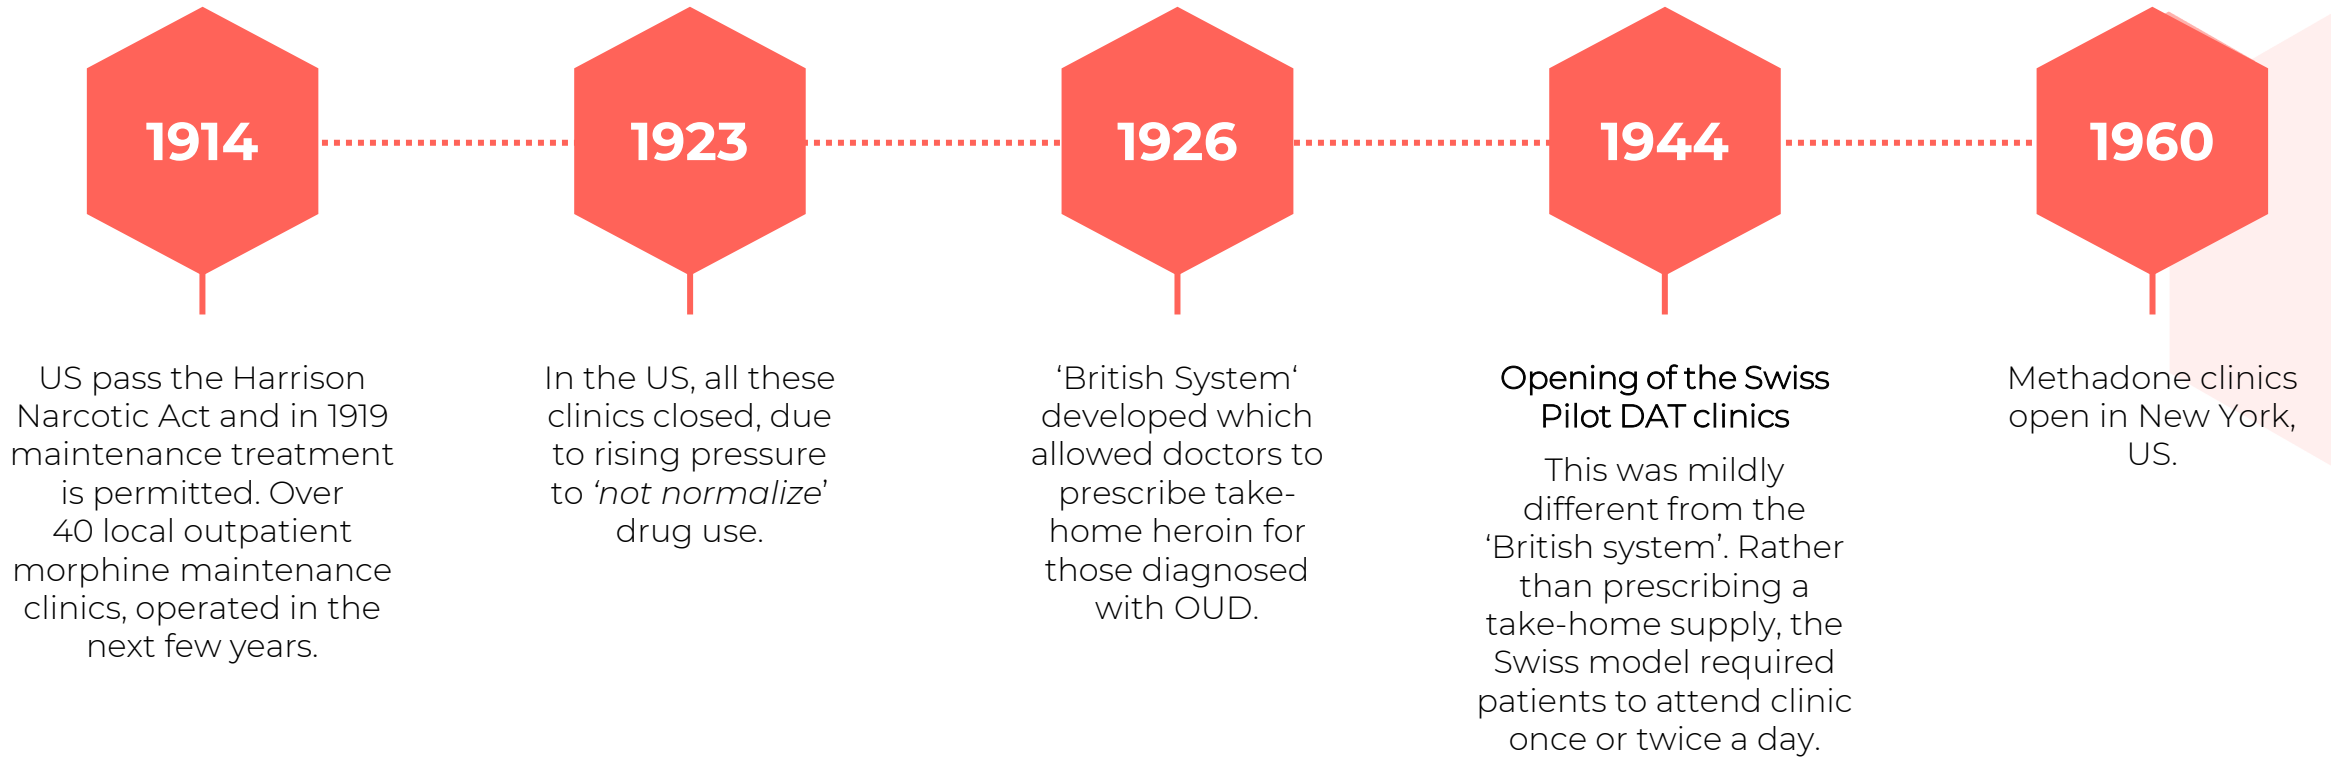 1914
US pass the Harrison
Narcotic Act and in 1919
maintenance treatment
is permitted. Over
40 local outpatient
morphine maintenance
clinics, operated in the
next few years.
1923
In the US, all these
clinics closed, due
to rising pressure
to ‘not normalize’
drug use.
1926
‘British System‘
developed which
allowed doctors to
prescribe take-
home heroin for
those diagnosed
with OUD.
1944
Opening of the Swiss
Pilot DAT clinics
This was mildly
different from the
‘British system’. Rather
than prescribing a
take-home supply, the
Swiss model required
patients to attend clinic
once or twice a day.
1960
Methadone clinics
open in New York,
US.